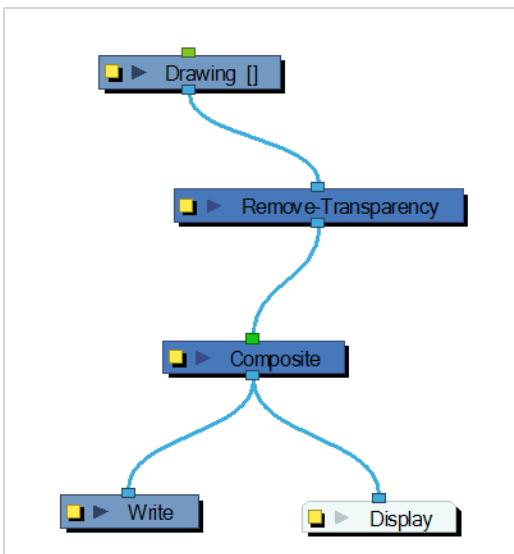 Drawing []
Remove-Transparency
Composite
Write
Display